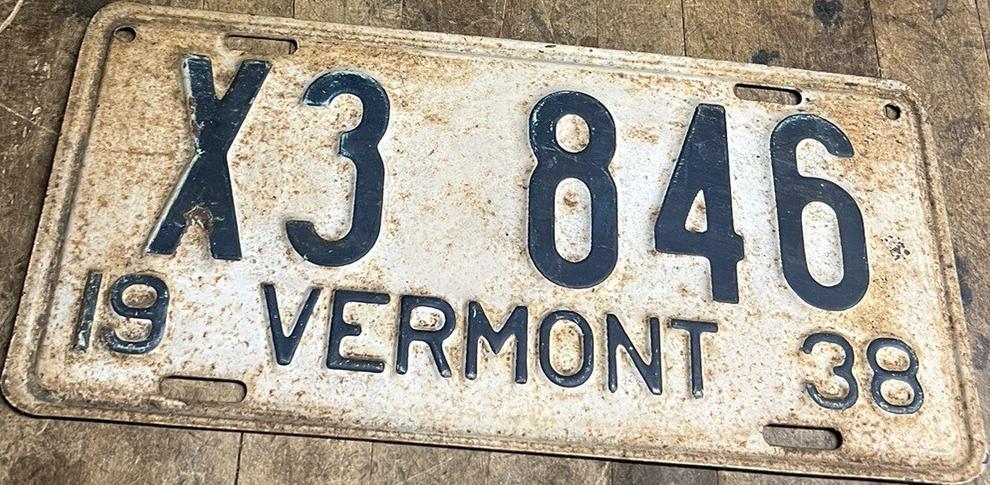 X3 846
19 VERMONT 38